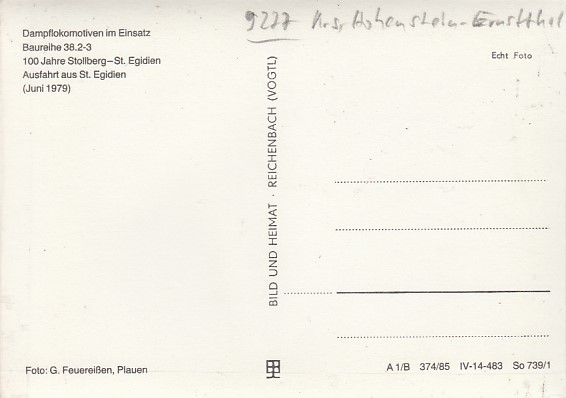 9277 Krs. Hohenstein-Ernstthal
Dampflokomotiven im Einsatz
Baureihe 38.2-3
100 Jahre Stollberg–St. Egidien
Ausfahrt aus St. Egidien
(Juni 1979)
Echt Foto
BILD UND HEIMAT · REICHENBACH (VOGTL)
Foto: G. Feuereißen, Plauen
A 1/B 374/85 IV-14-483 So 739/1